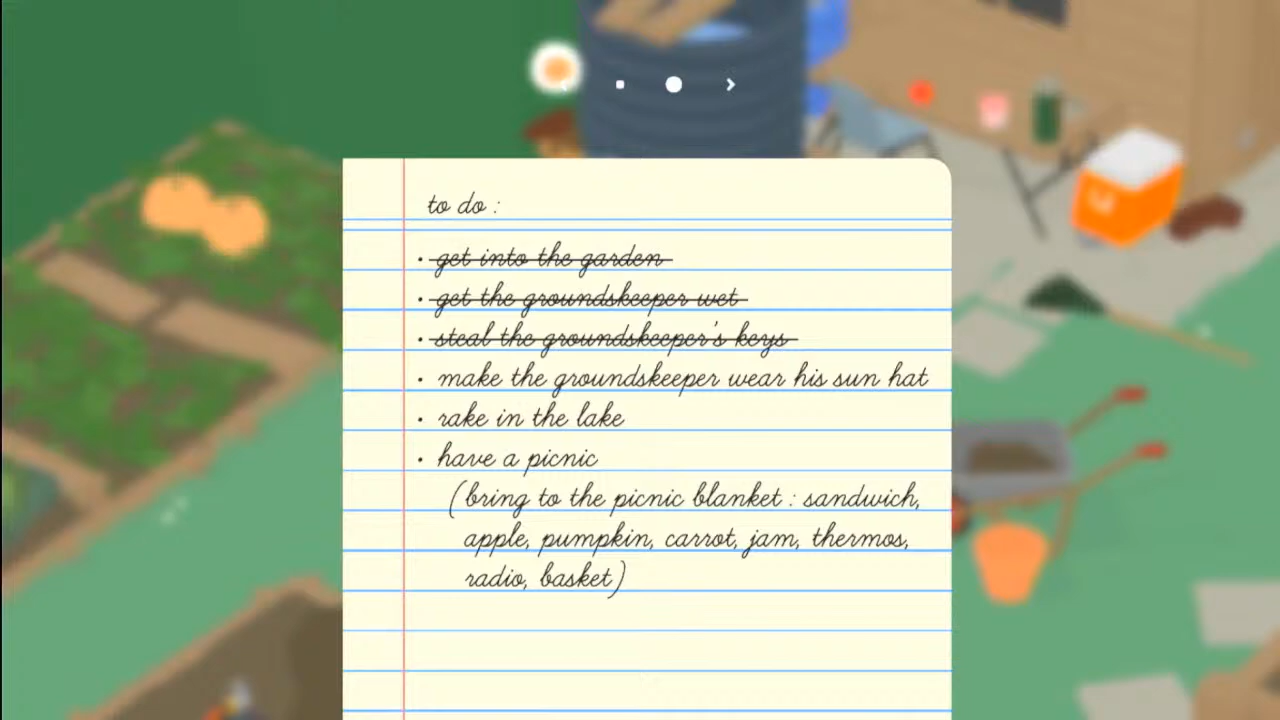 to do :
• get into the garden
• get the groundskeeper wet
• steal the groundskeeper's keys
• make the groundskeeper wear his sun hat
• rake in the lake
• have a picnic
(bring to the picnic blanket : sandwich,
apple, pumpkin, carrot, jam, thermos,
radio, basket)